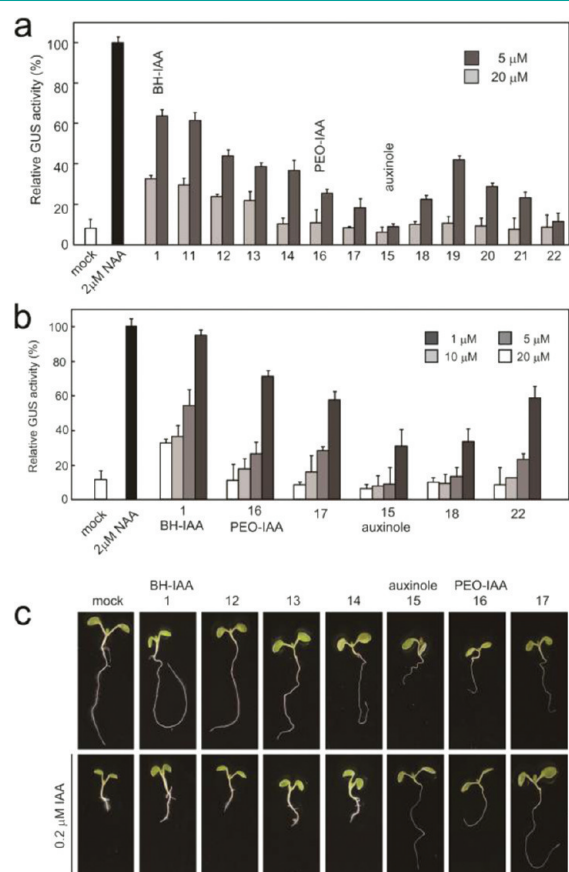 a
Relative GUS activity (%)
100
80
60
40
20
0
BH-IAA
PEO-IAA
auxinole
5 μM
20 μM
mock
2μM NAA
1 11 12 13 14 16 17 15 18 19 20 21 22
b
Relative GUS activity (%)
100
80
60
40
20
0
1 μM 5 μM
10 μM 20 μM
mock
2μM NAA
1 16 17 15 18 22
BH-IAA PEO-IAA auxinole
c
BH-IAA auxinole PEO-IAA
mock 1 12 13 14 15 16 17
0.2 μM IAA